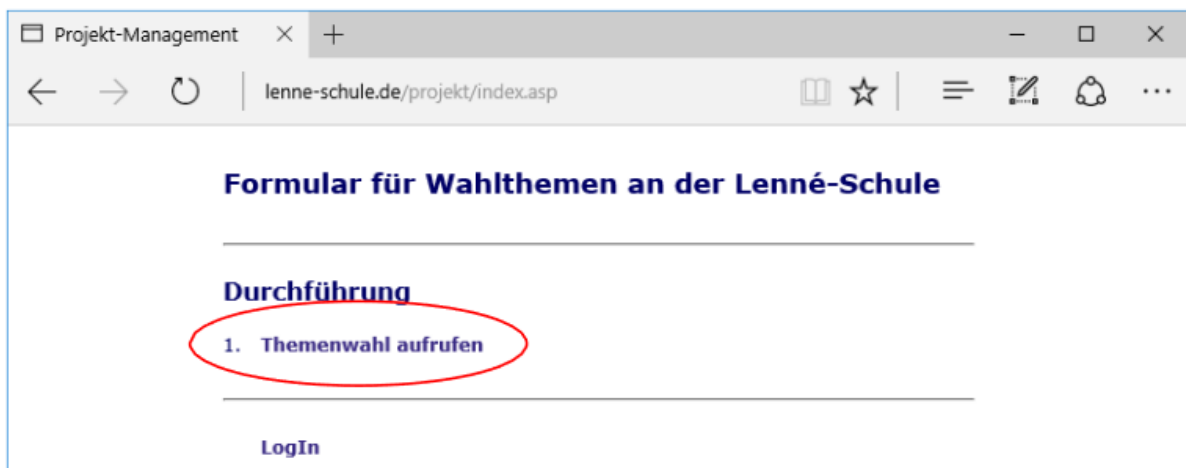 Projekt-Management
lenne-schule.de/projekt/index.asp
Formular für Wahlthemen an der Lenné-Schule
Durchführung
1. Themenwahl aufrufen
LogIn